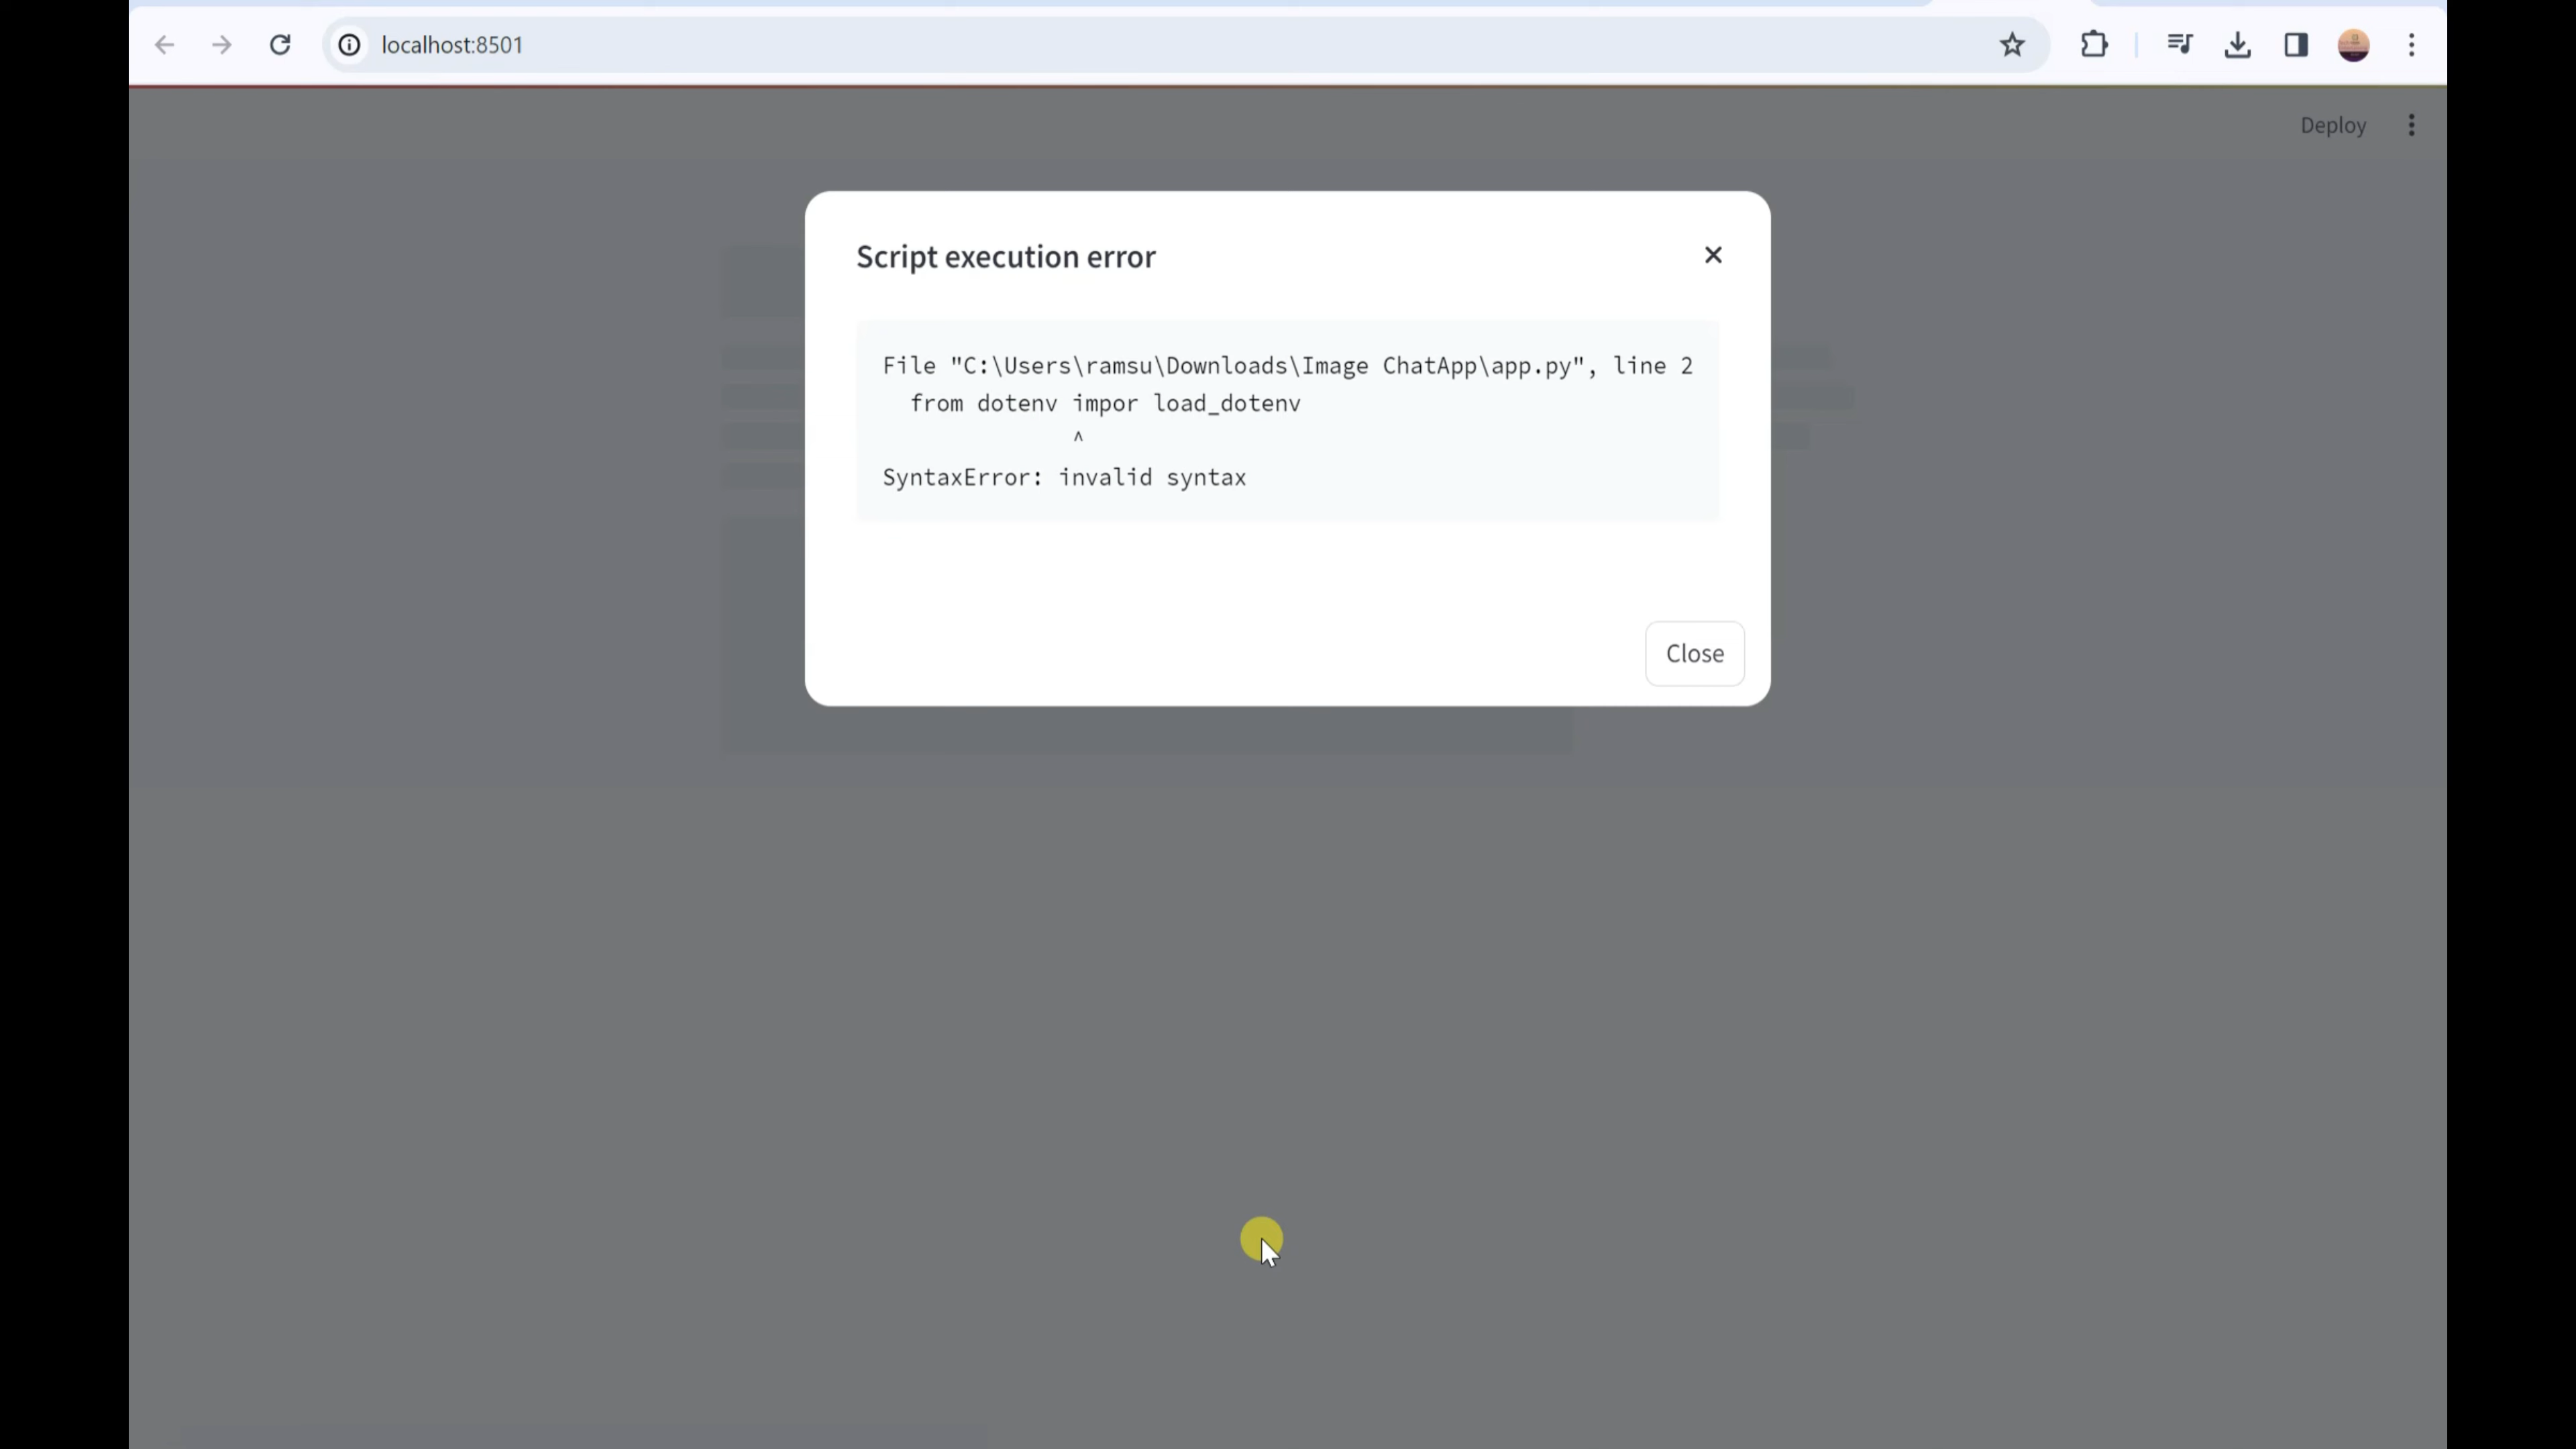 localhost:8501
Deploy
Script execution error
File "C:\Users\ramsu\Downloads\Image ChatApp\app.py", line 2
from dotenv impor load_dotenv
^
SyntaxError: invalid syntax
Close